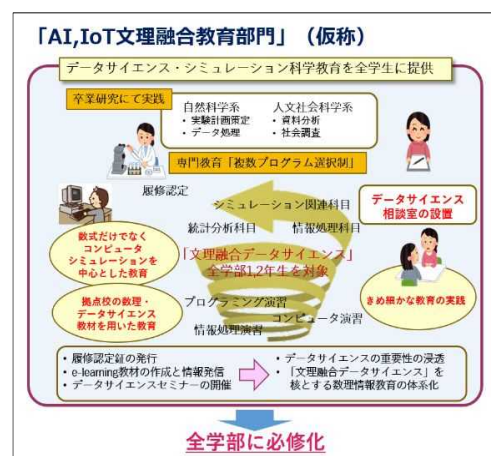 「AI,IoT文理融合教育部門」（仮称）
データサイエンス・シミュレーション科学教育を全学生に提供
卒業研究にて実践
自然科学系
• 実験計画策定
• データ処理
人文社会科学系
• 資料分析
• 社会調査
専門教育「複数プログラム選択制」
履修認定
シミュレーション関連科目
統計分析科目
情報処理科目
データサイエンス
相談室の設置
数式だけでなく
コンピュータ
シミュレーションを
中心とした教育
「文理融合データサイエンス」
全学部1,2年生を対象
きめ細かな教育の実践
拠点校の数理・
データサイエンス
教材を用いた教育
プログラミング演習
コンピュータ演習
情報処理演習
• 履修認定証の発行
• e-learning教材の作成と情報発信
• データサイエンスセミナーの開催
• データサイエンスの重要性の浸透
• 「文理融合データサイエンス」を
核とする数理情報教育の体系化
全学部に必修化